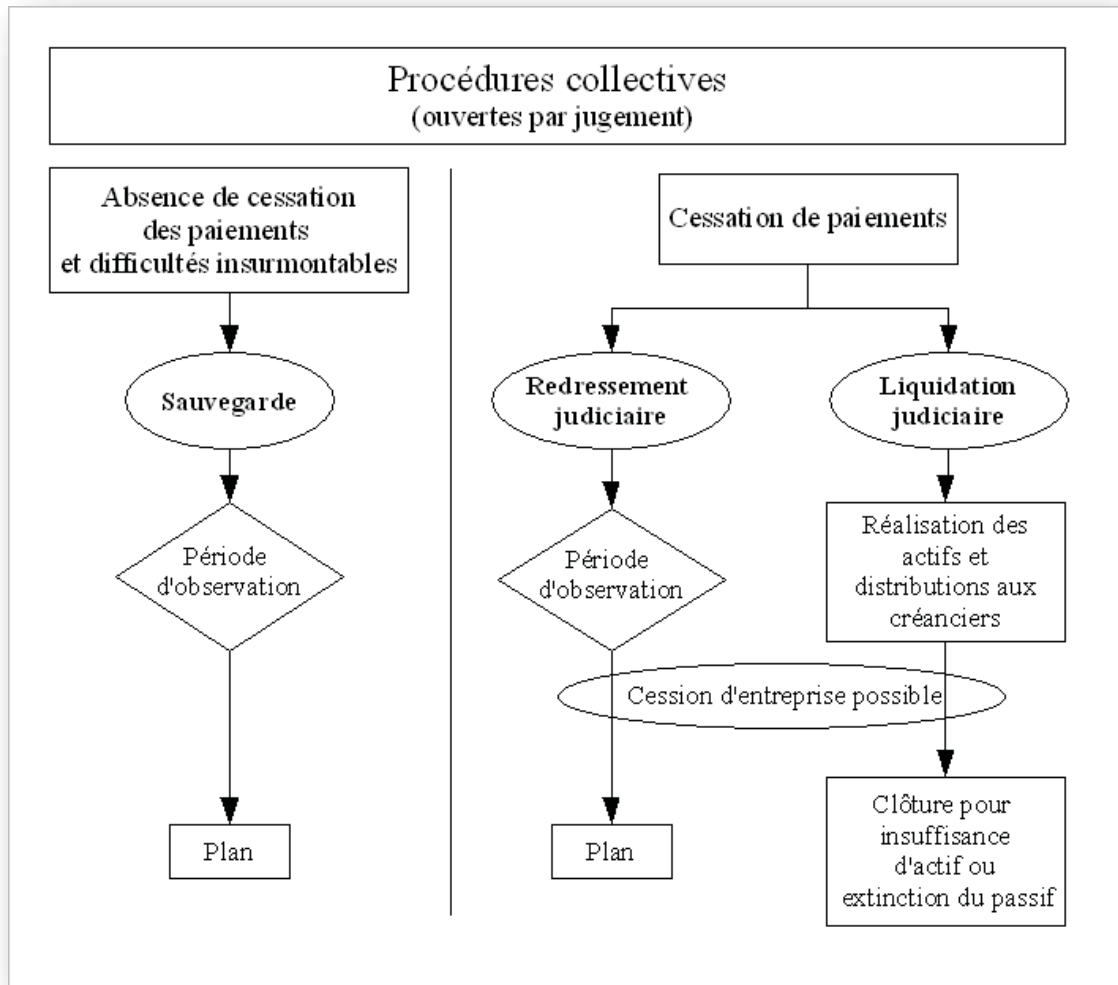 Procédures collectives
(ouvertes par jugement)
Absence de cessation
des paiements
et difficultés insurmontables
Cessation de paiements
Sauvegarde
Redressement
judiciaire
Liquidation
judiciaire
Période
d'observation
Période
d'observation
Réalisation des
actifs et
distributions aux
créanciers
Cession d'entreprise possible
Plan
Plan
Clôture pour
insuffisance
d'actif ou
extinction du passif